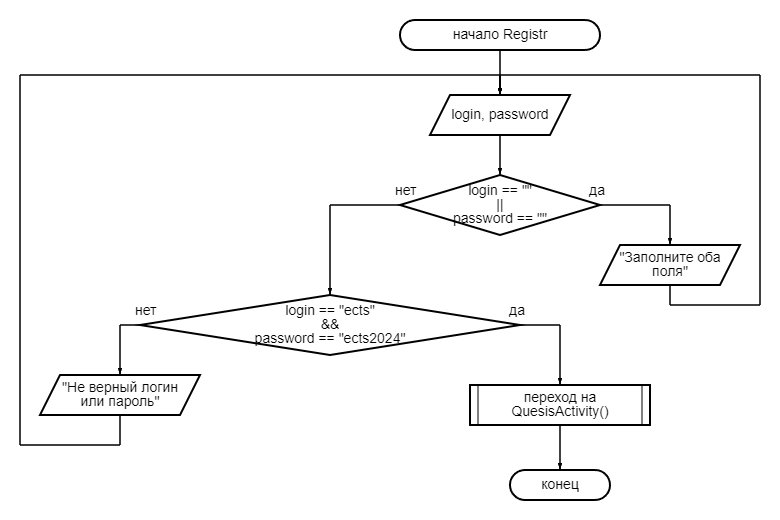 начало Registr
login, password
нет
login == ""
||
password == ""
да
"Заполните оба
поля"
нет
login == "ects"
&&
password == "ects2024"
да
"Не верный логин
или пароль"
переход на
QuesisActivity()
конец